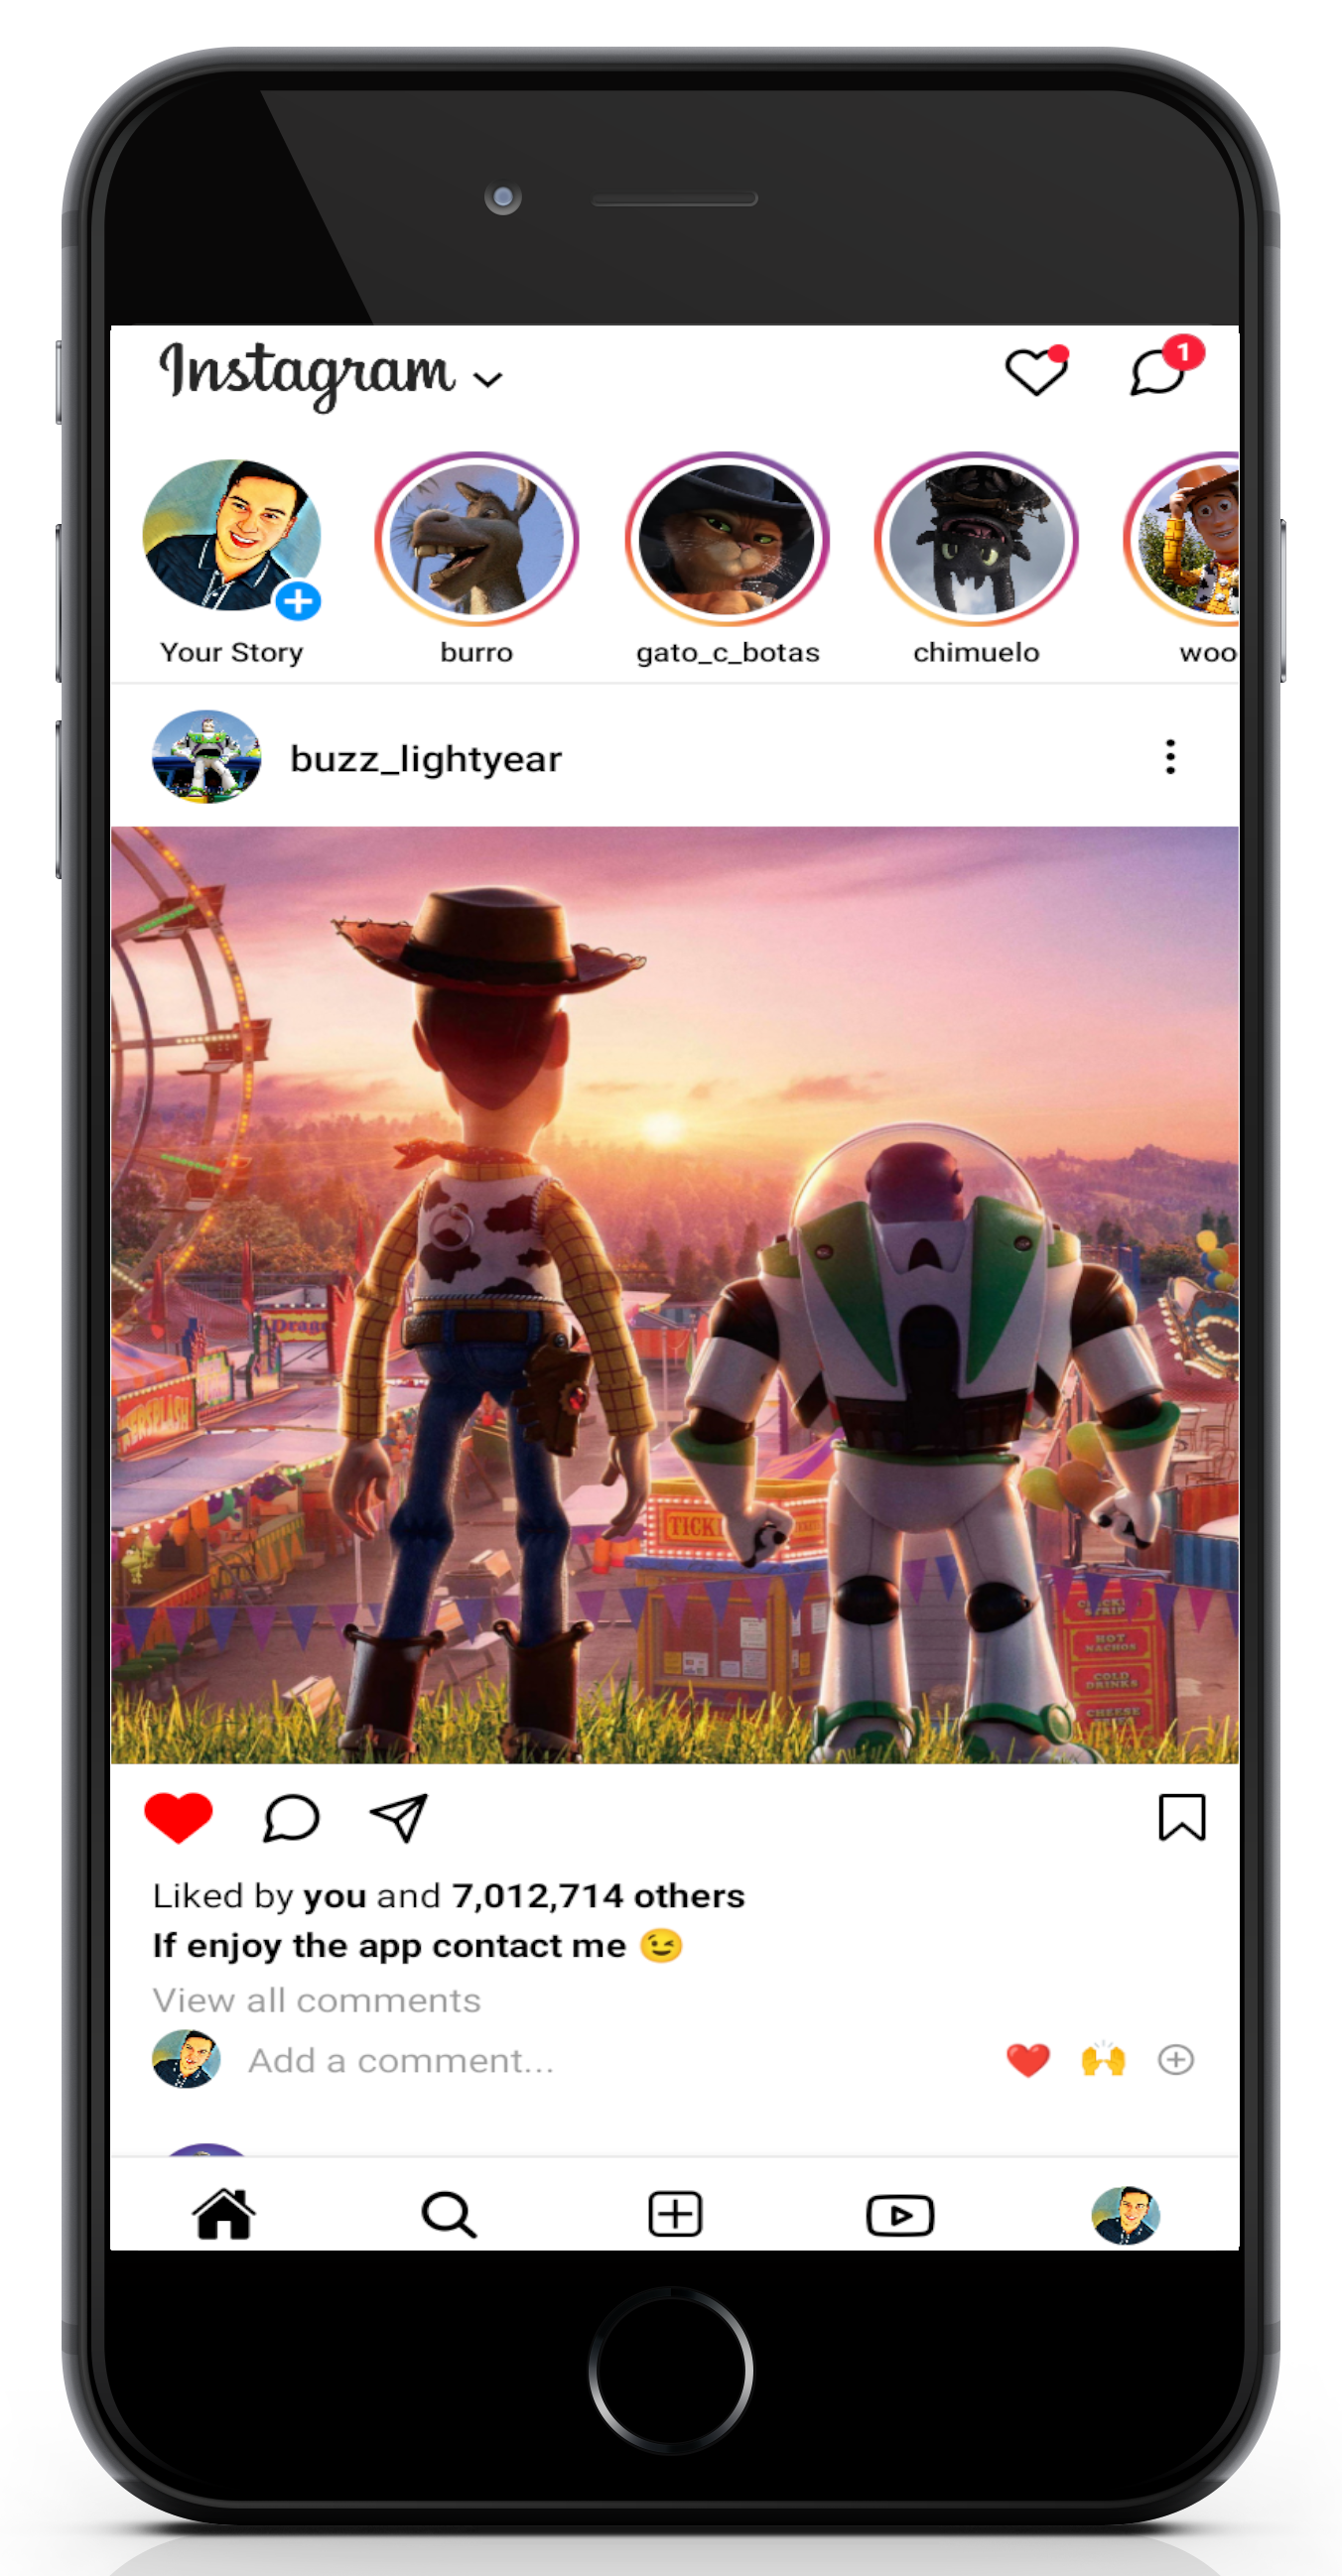 Instagram
1
Your Story
burro
gato_c_botas
chimuelo
woo
buzz_lightyear
HOT
NACHOS
COLD
DRINKS
CHEESE
Liked by you and 7,012,714 others
If enjoy the app contact me 😉
View all comments
Add a comment...